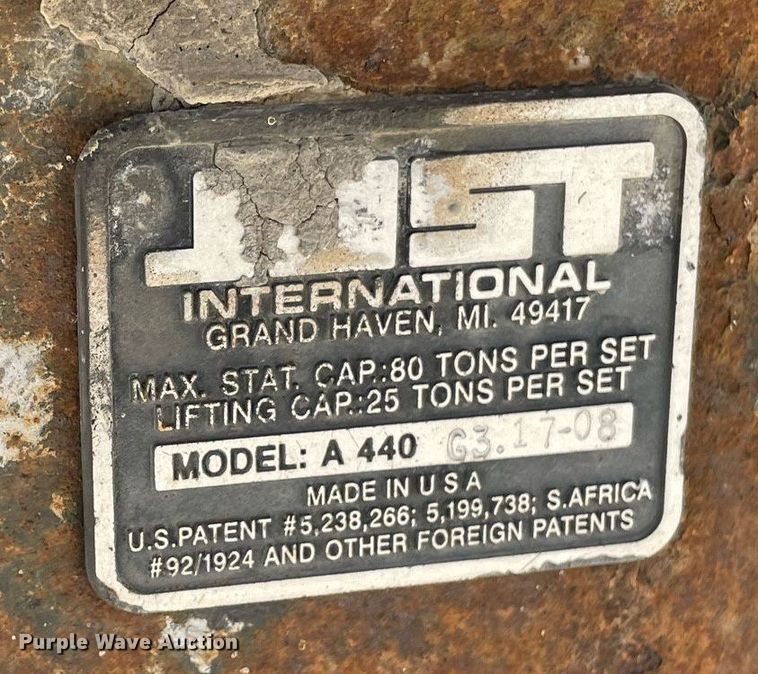 JOST
INTERNATIONAL
GRAND HAVEN, MI. 49417
MAX. STAT. CAP.:80 TONS PER SET
LIFTING CAP.:25 TONS PER SET
MODEL: A 440 G3.17-08
MADE IN U S A
U.S.PATENT #5,238,266; 5,199,738; S.AFRICA
#92/1924 AND OTHER FOREIGN PATENTS
Purple Wave Auction